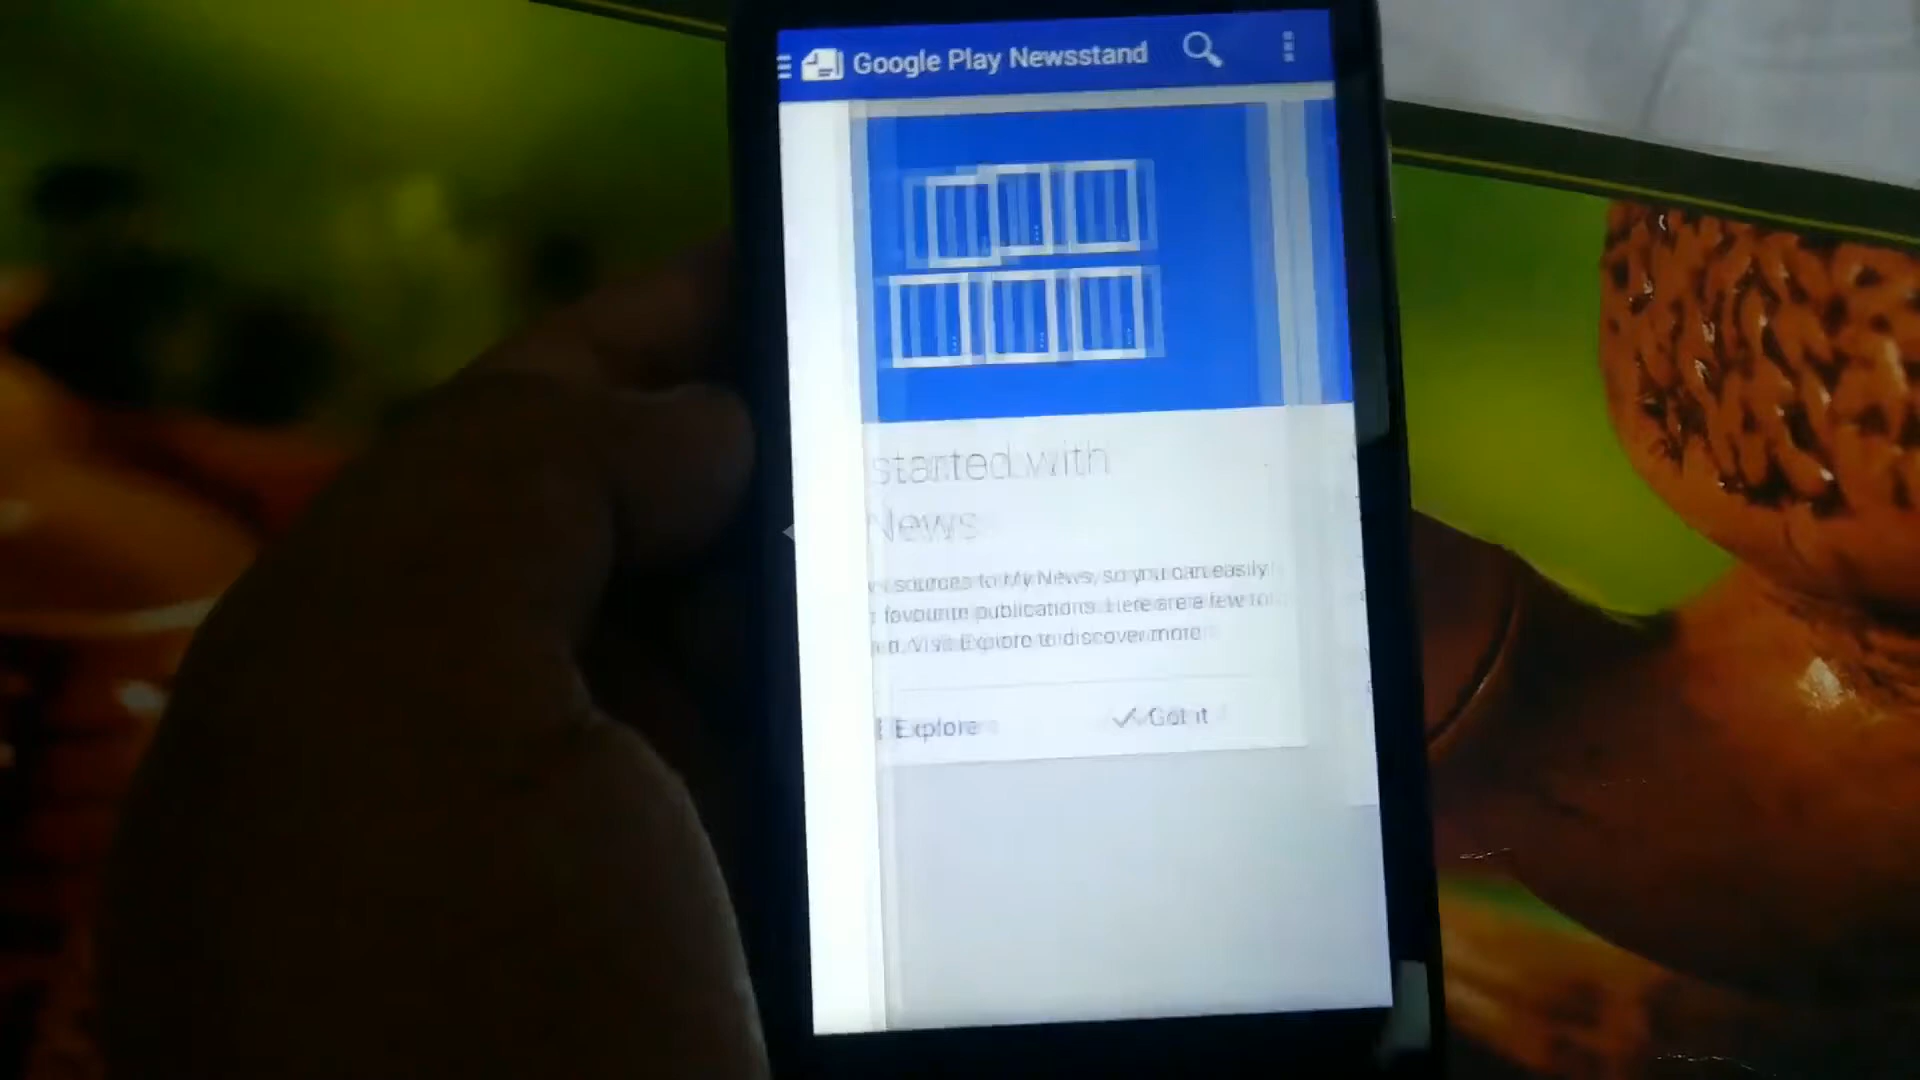 Google Play Newsstand
started with
News
sources to My News, so you can easily
favourite publications. Here are a few to
Explore to discover more
Explore
Got it